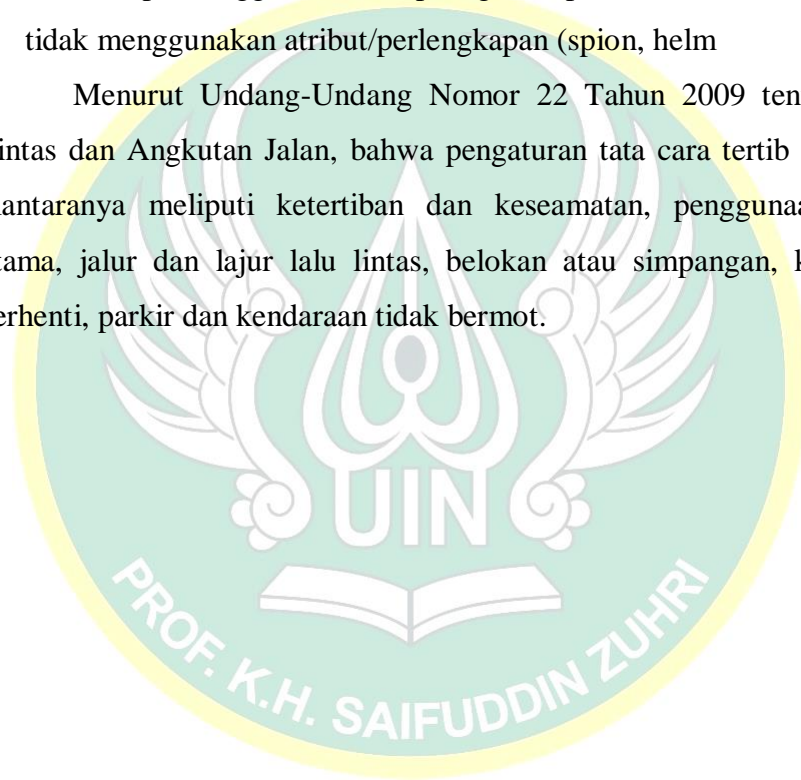 tidak menggunakan atribut/perlengkapan (spion, helm
Menurut Undang-Undang Nomor 22 Tahun 2009 ten
intas dan Angkutan Jalan, bahwa pengaturan tata cara tertib
antaranya meliputi ketertiban dan keseamatan, penggunaa
tama, jalur dan lajur lalu lintas, belokan atau simpangan, k
erhenti, parkir dan kendaraan tidak bermot.
UIN
PROF. K.H. SAIFUDDIN ZUHRI